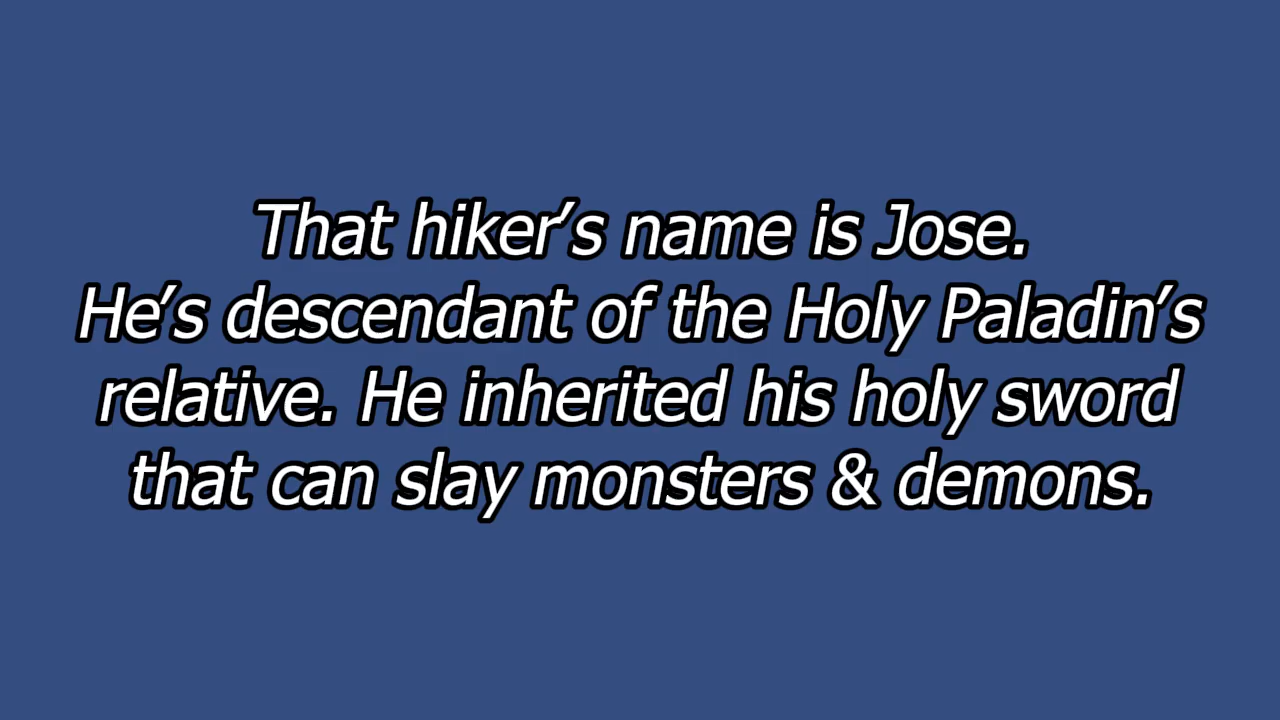 That hiker’s name is Jose.
He’s descendant of the Holy Paladin’s
relative. He inherited his holy sword
that can slay monsters & demons.